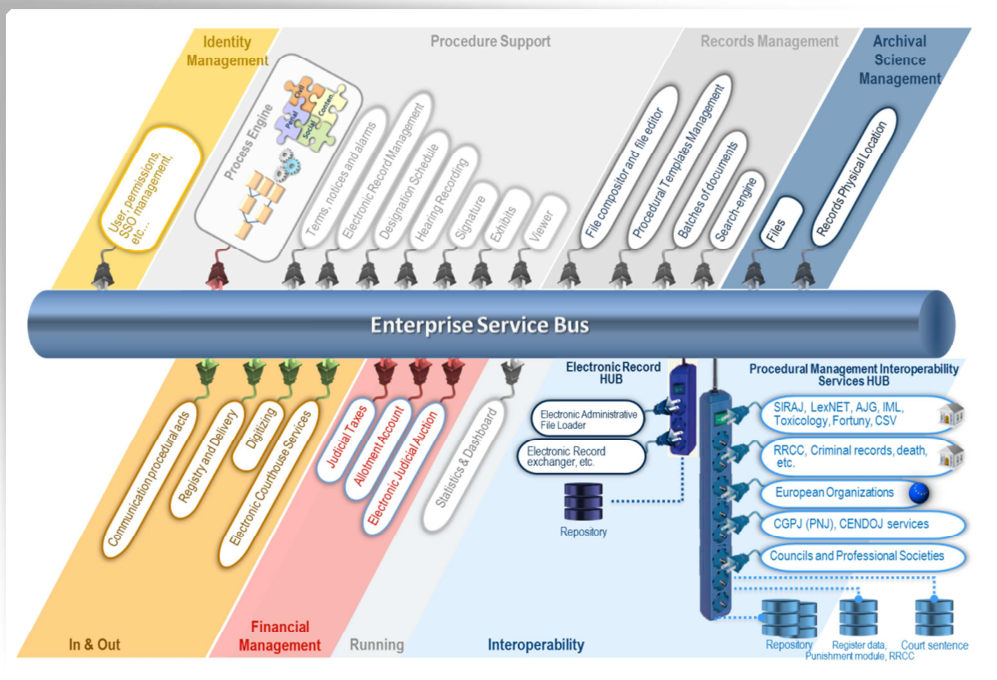 Identity
Management
Procedure Support
Records Management
Archival
Science
Management
User, permissions,
SSO management,
etc..
Process Engine
Civil
Penal
Social
Conten.
Terms, notices and alarms
Electronic Record Management
Designation Schedule
Hearing Recording
Signature
Exhibits
Viewer
File compositor and file editor
Procedural Templates Management
Batches of documents
Search-engine
Files
Records Physical Location
Enterprise Service Bus
Communication procedural acts
Registry and Delivery
Digitizing
Electronic Courthouse Services
Judicial Taxes
Allotment Account
Electronic Judicial Auction
Statistics & Dashboard
Electronic Record
HUB
Electronic Administrative
File Loader
Electronic Record
exchanger, etc.
Repository
Procedural Management Interoperability
Services HUB
SIRAJ, LexNET, AJG, IML,
Toxicology, Fortuny, CSV
RRCC, Criminal records, death,
etc.
European Organizations
CGPJ (PNJ), CENDOJ services
Councils and Professional Societies
Repository
Register data,
Punishment module, RRCC
Court sentence
In & Out
Financial
Management
Running
Interoperability